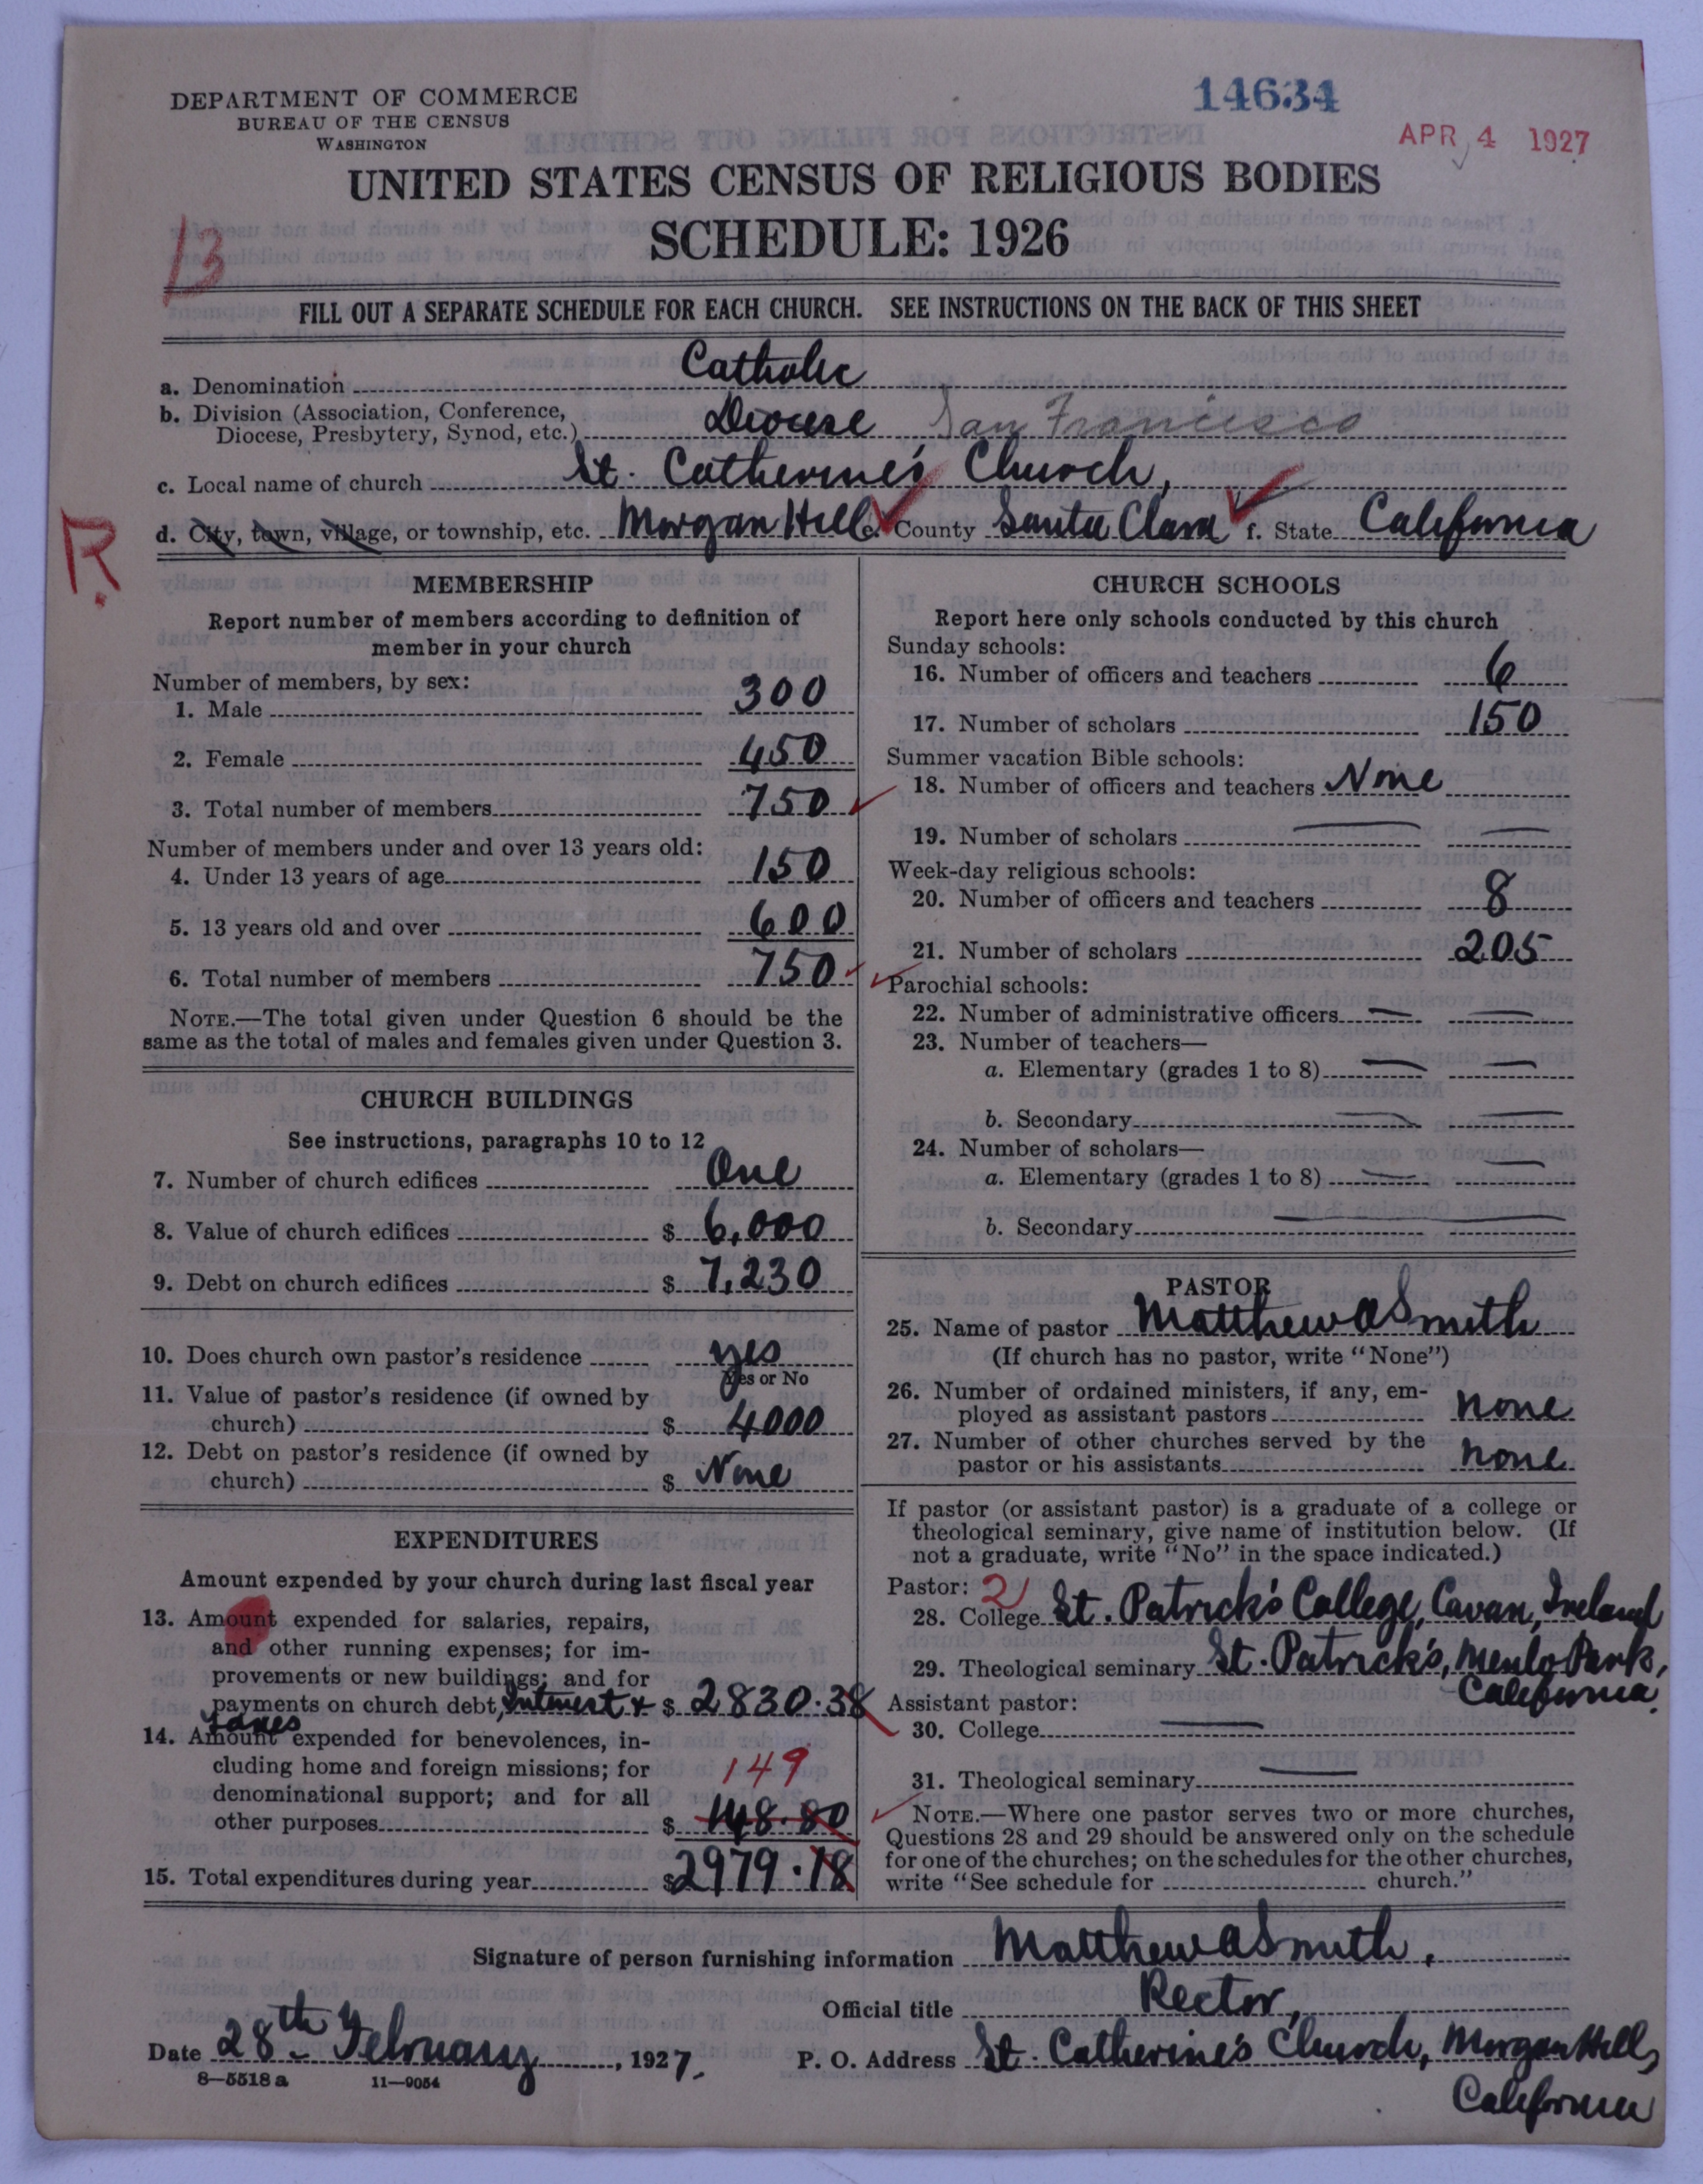 DEPARTMENT OF COMMERCE
BUREAU OF THE CENSUS
WASHINGTON
14634
APR 4 1927
UNITED STATES CENSUS OF RELIGIOUS BODIES
SCHEDULE: 1926
13
FILL OUT A SEPARATE SCHEDULE FOR EACH CHURCH. SEE INSTRUCTIONS ON THE BACK OF THIS SHEET
a. Denomination Catholic
b. Division (Association, Conference,
Diocese, Presbytery, Synod, etc.) Diocese San Francisco
c. Local name of church St. Catherine's Church,
R.
d. City, town, village, or township, etc. Morgan Hill e. County Santa Clara f. State California
MEMBERSHIP
Report number of members according to definition of
member in your church
Number of members, by sex:
1. Male 300
2. Female 450
3. Total number of members 750
Number of members under and over 13 years old:
4. Under 13 years of age 150
5. 13 years old and over 600
6. Total number of members 750
NOTE.—The total given under Question 6 should be the
same as the total of males and females given under Question 3.
CHURCH BUILDINGS
See instructions, paragraphs 10 to 12
7. Number of church edifices One
8. Value of church edifices $ 6,000
9. Debt on church edifices $ 7,230
10. Does church own pastor's residence yes
Yes or No
11. Value of pastor's residence (if owned by
church) $ 4000
12. Debt on pastor's residence (if owned by
church) $ None
EXPENDITURES
Amount expended by your church during last fiscal year
13. Amount expended for salaries, repairs,
and other running expenses; for im-
provements or new buildings; and for
payments on church debt, Interest & $ 2830.38
taxes
14. Amount expended for benevolences, in-
cluding home and foreign missions; for 149
denominational support; and for all
other purposes $ 148.80
15. Total expenditures during year $ 2979.18
CHURCH SCHOOLS
Report here only schools conducted by this church
Sunday schools:
16. Number of officers and teachers 6
17. Number of scholars 150
Summer vacation Bible schools:
18. Number of officers and teachers None
19. Number of scholars
Week-day religious schools:
20. Number of officers and teachers 8
21. Number of scholars 205
Parochial schools:
22. Number of administrative officers
23. Number of teachers—
a. Elementary (grades 1 to 8)
b. Secondary
24. Number of scholars—
a. Elementary (grades 1 to 8)
b. Secondary
PASTOR
25. Name of pastor Matthew A Smith
(If church has no pastor, write "None")
26. Number of ordained ministers, if any, em-
ployed as assistant pastors none
27. Number of other churches served by the
pastor or his assistants none
If pastor (or assistant pastor) is a graduate of a college or
theological seminary, give name of institution below. (If
not a graduate, write "No" in the space indicated.)
Pastor: 2
28. College St. Patrick's College, Cavan, Ireland
29. Theological seminary St. Patrick's, Menlo Park,
California.
Assistant pastor:
30. College
31. Theological seminary
NOTE.—Where one pastor serves two or more churches,
Questions 28 and 29 should be answered only on the schedule
for one of the churches; on the schedules for the other churches,
write "See schedule for church."
Signature of person furnishing information Matthew A Smith,
Official title Rector,
Date 28th February, 1927. P. O. Address St. Catherine's Church, Morgan Hill,
California
8—5518 a 11—9054